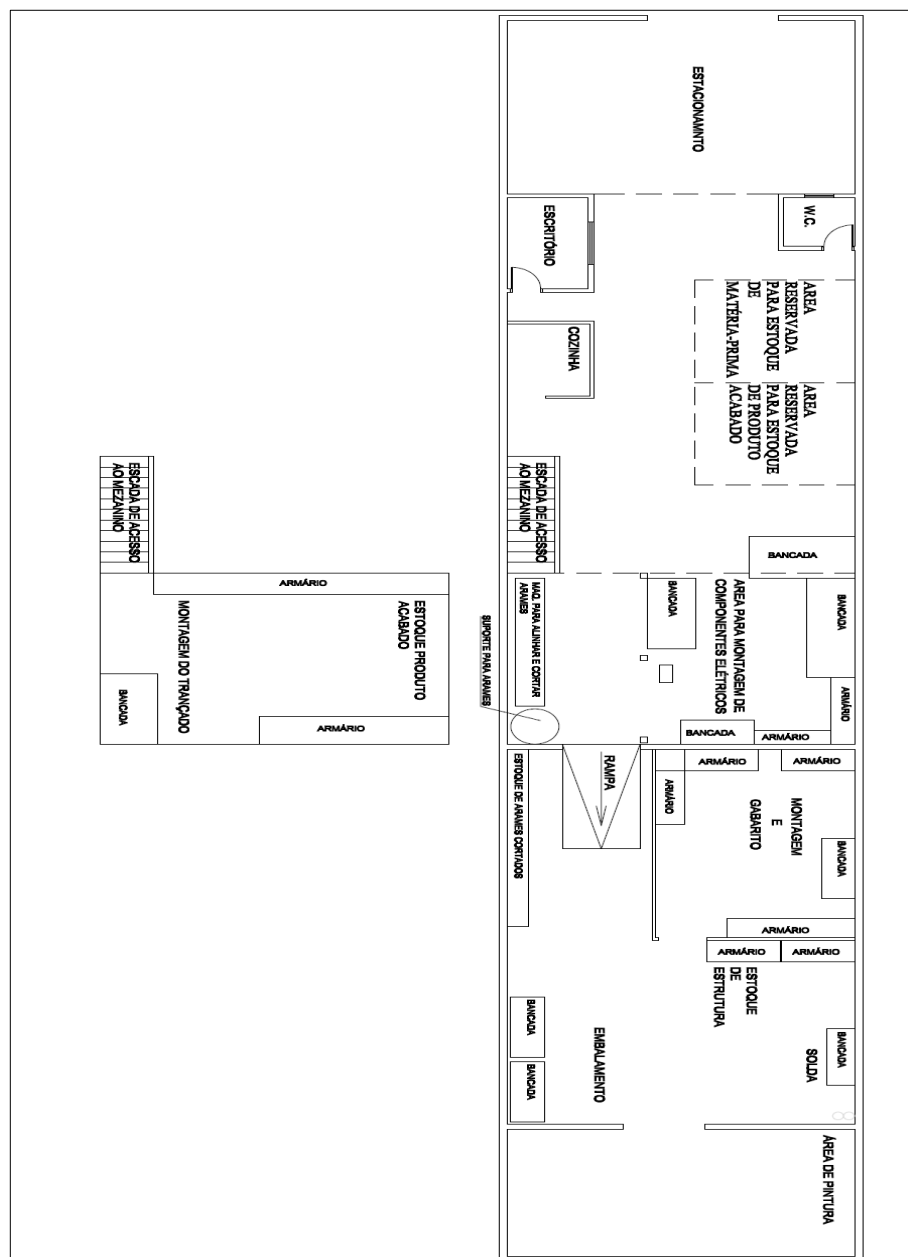 ESTACIONAMNTO
ESCRITÓRIO
W.C.
AREA
RESERVADA
PARA ESTOQUE
DE
MATÉRIA-PRIMA
COZINHA
AREA
RESERVADA
PARA ESTOQUE
DE PRODUTO
ACABADO
ESCADA DE ACESSO
AO MEZANINO
ESCADA DE ACESSO
AO MEZANINO
BANCADA
ARMÁRIO
MONTAGEM DO TRANÇADO
ESTOQUE PRODUTO
ACABADO
BANCADA
ARMÁRIO
SUPORTE PARA ARAMES
MAQ. PARA ALINHAR E CORTAR
ARAMES
BANCADA
AREA PARA MONTAGEM DE
COMPONENTES ELÉTRICOS
BANCADA
ARMÁRIO
BANCADA
ARMÁRIO
ESTOQUE DE ARAMES CORTADOS
RAMPA
ARMÁRIO
ARMÁRIO
ARMÁRIO
MONTAGEM
E
GABARITO
BANCADA
ARMÁRIO
ARMÁRIO
ARMÁRIO
ESTOQUE
DE
ESTRUTURA
BANCADA
SOLDA
BANCADA
BANCADA
EMBALAMENTO
ÁREA DE PINTURA